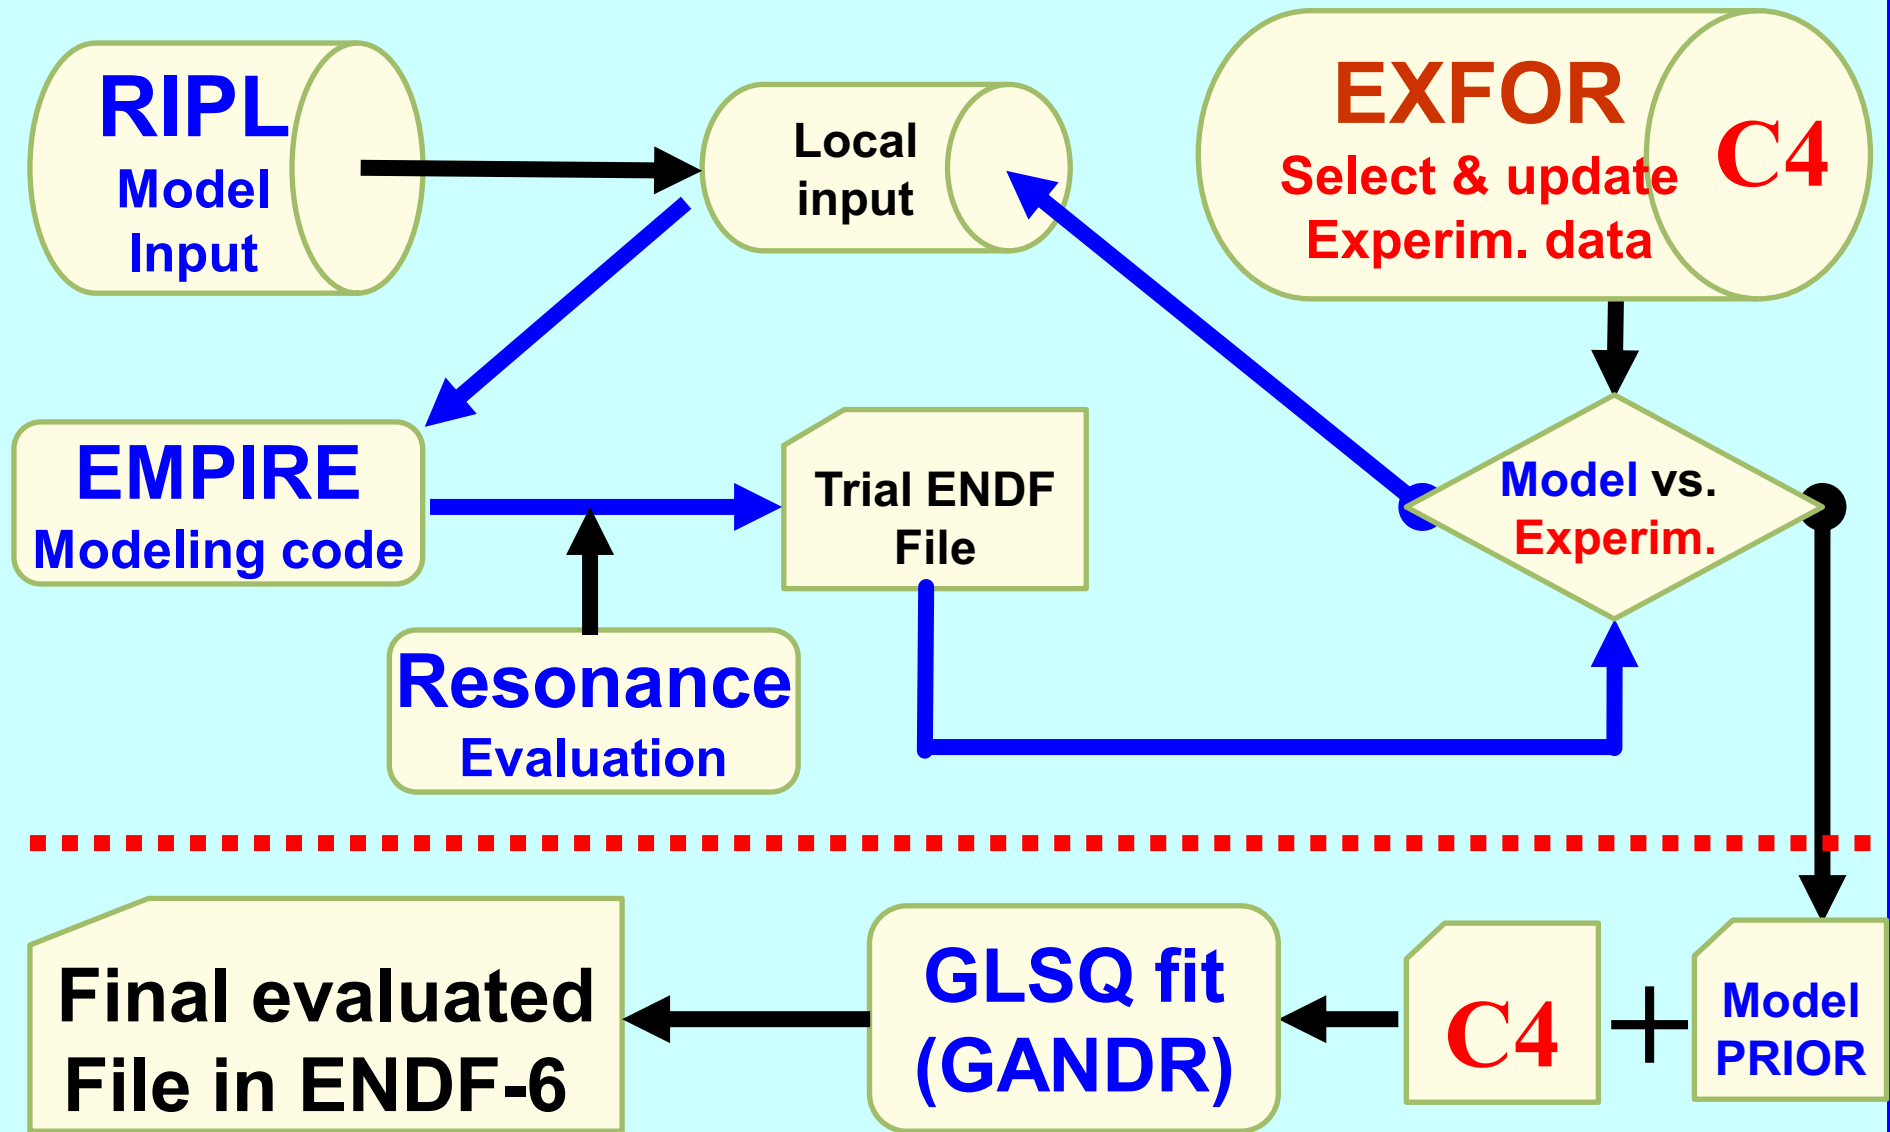 RIPL
Model
Input
Local
input
EXFOR
Select & update
Experim. data
C4
EMPIRE
Modeling code
Trial ENDF
File
Model vs.
Experim.
Resonance
Evaluation
Final evaluated
File in ENDF-6
GLSQ fit
(GANDR)
C4
+
Model
PRIOR